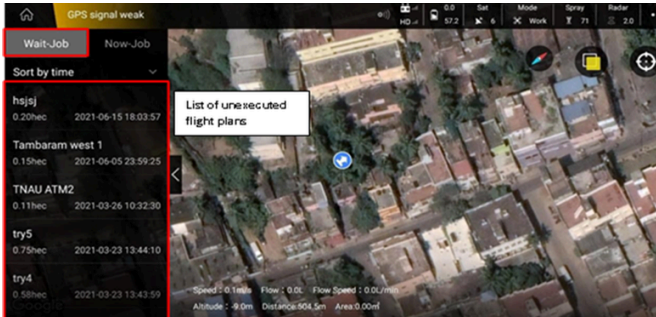 GPS signal weak
HD
57.2
0.0
Sat
6
Mode
Work
Spray
71
Radar
2.0
Wait-Job
Now-Job
Sort by time
hsjsj
0.20hec 2021-06-15 18:03:57
Tambaram west 1
0.15hec 2021-06-05 23:59:25
TNAU ATM2
0.11hec 2021-03-26 10:32:30
try5
0.75hec 2021-03-23 13:44:10
try4
0.58hec 2021-03-23 13:43:59
List of unexecuted
flight plans
Speed : 0.1m/s Flow : 0.0L Flow Speed : 0.0L/min
Altitude : -9.0m Distance:504.5m Area:0.00㎡